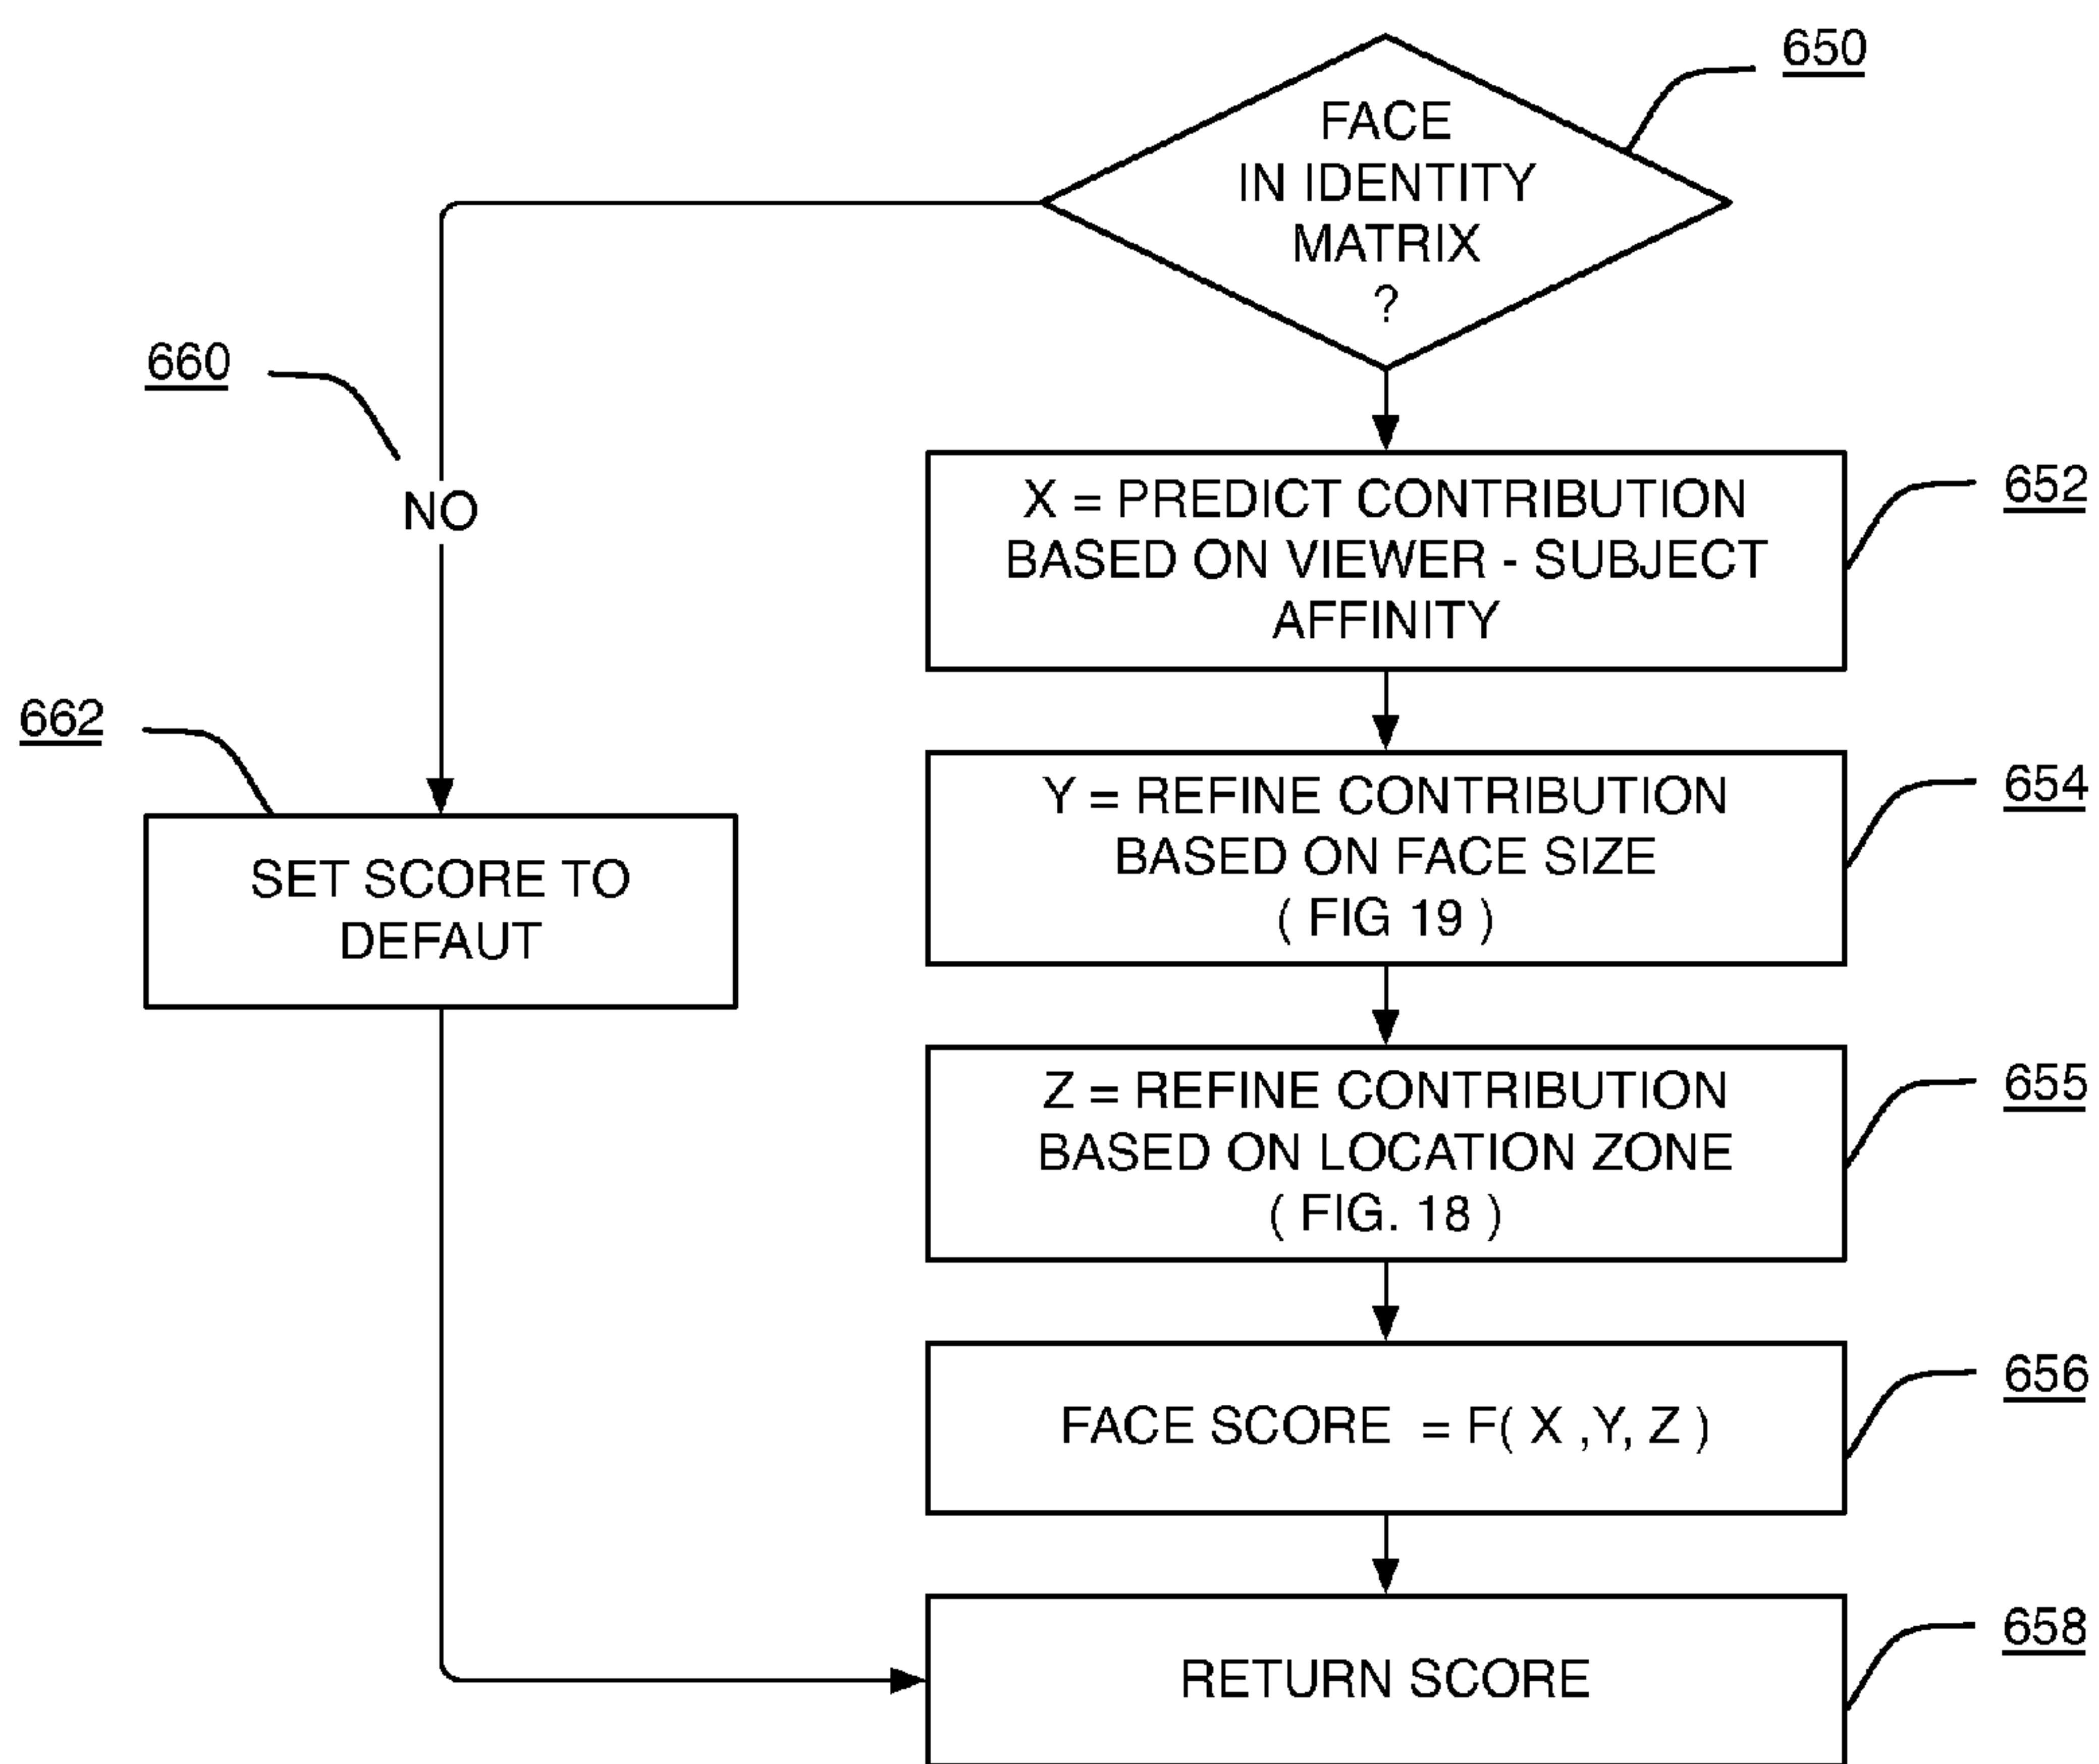 650
FACE
IN IDENTITY
MATRIX
?
660
NO
652
X = PREDICT CONTRIBUTION
BASED ON VIEWER - SUBJECT
AFFINITY
662
SET SCORE TO
DEFAUT
654
Y = REFINE CONTRIBUTION
BASED ON FACE SIZE
( FIG 19 )
655
Z = REFINE CONTRIBUTION
BASED ON LOCATION ZONE
( FIG. 18 )
656
FACE SCORE = F( X ,Y, Z )
658
RETURN SCORE